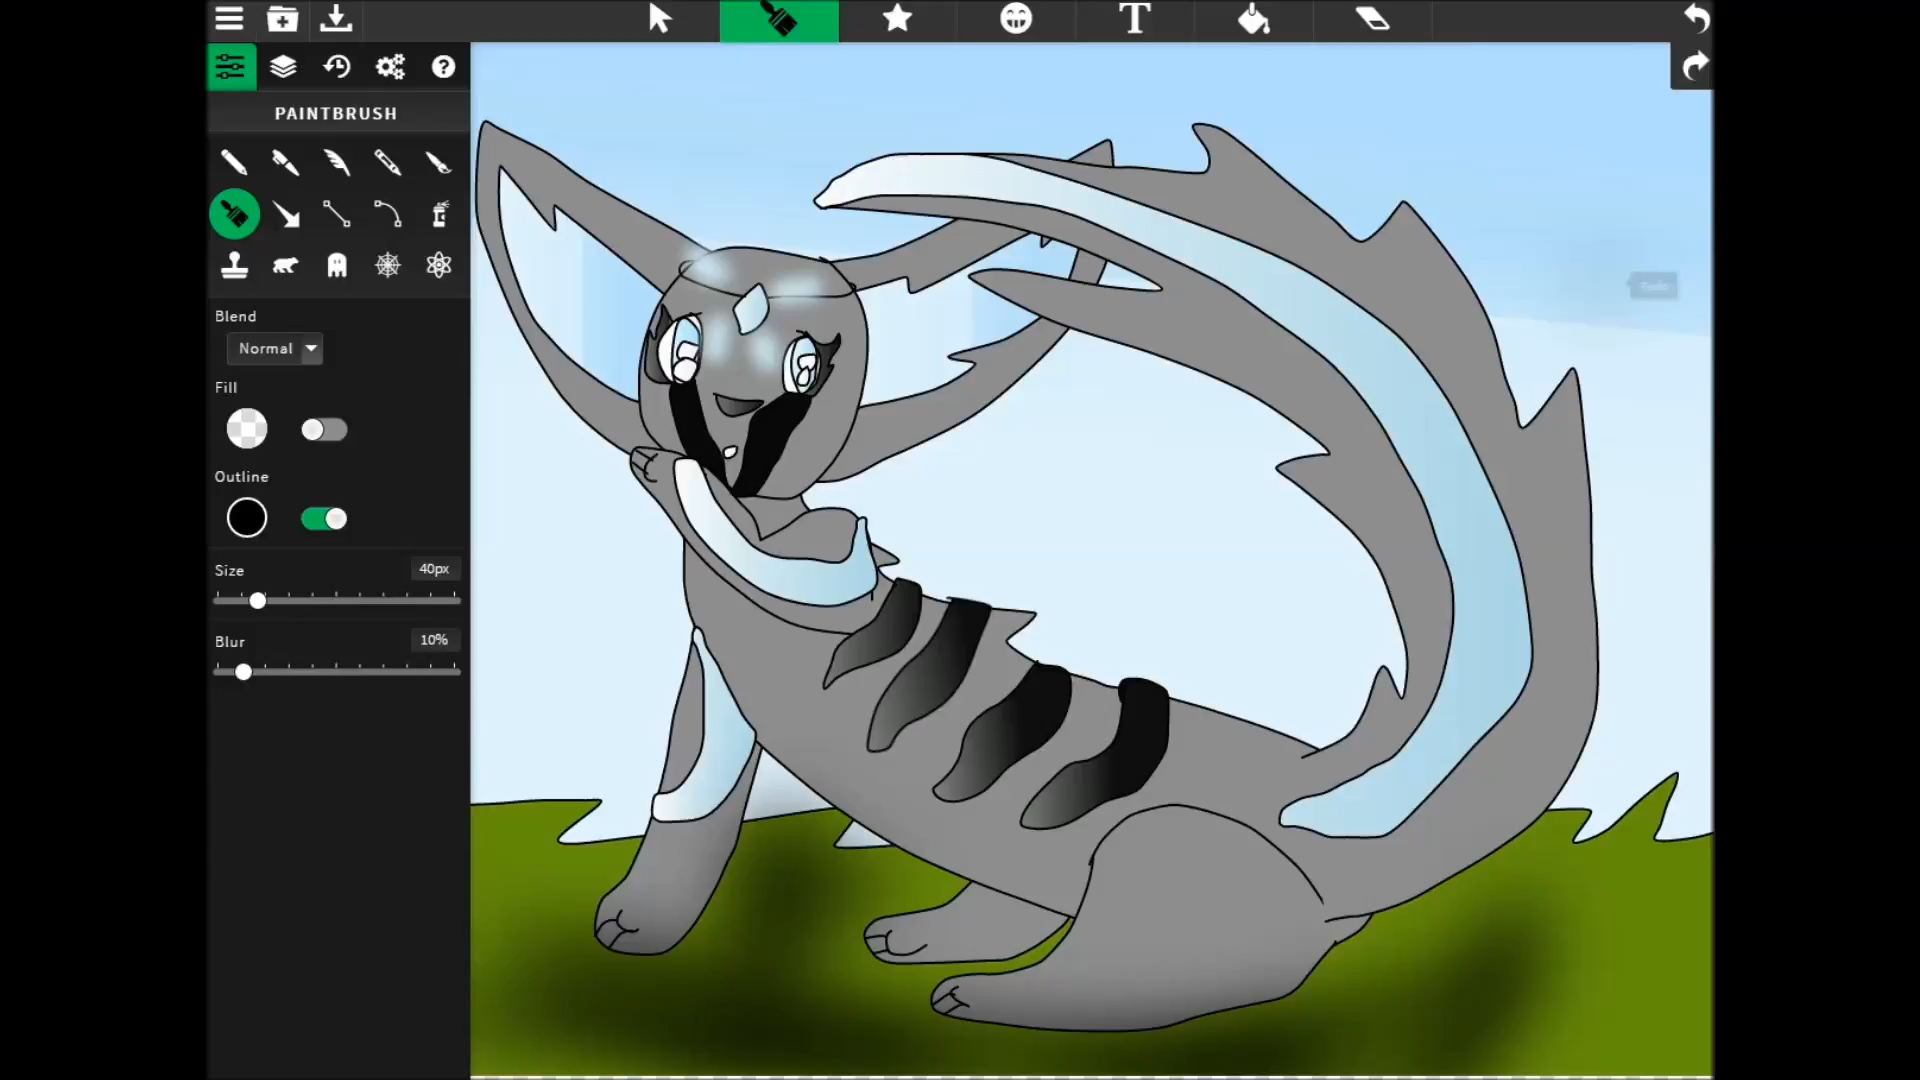 T
PAINTBRUSH
Blend
Normal
Fill
Outline
Size
40px
Blur
10%